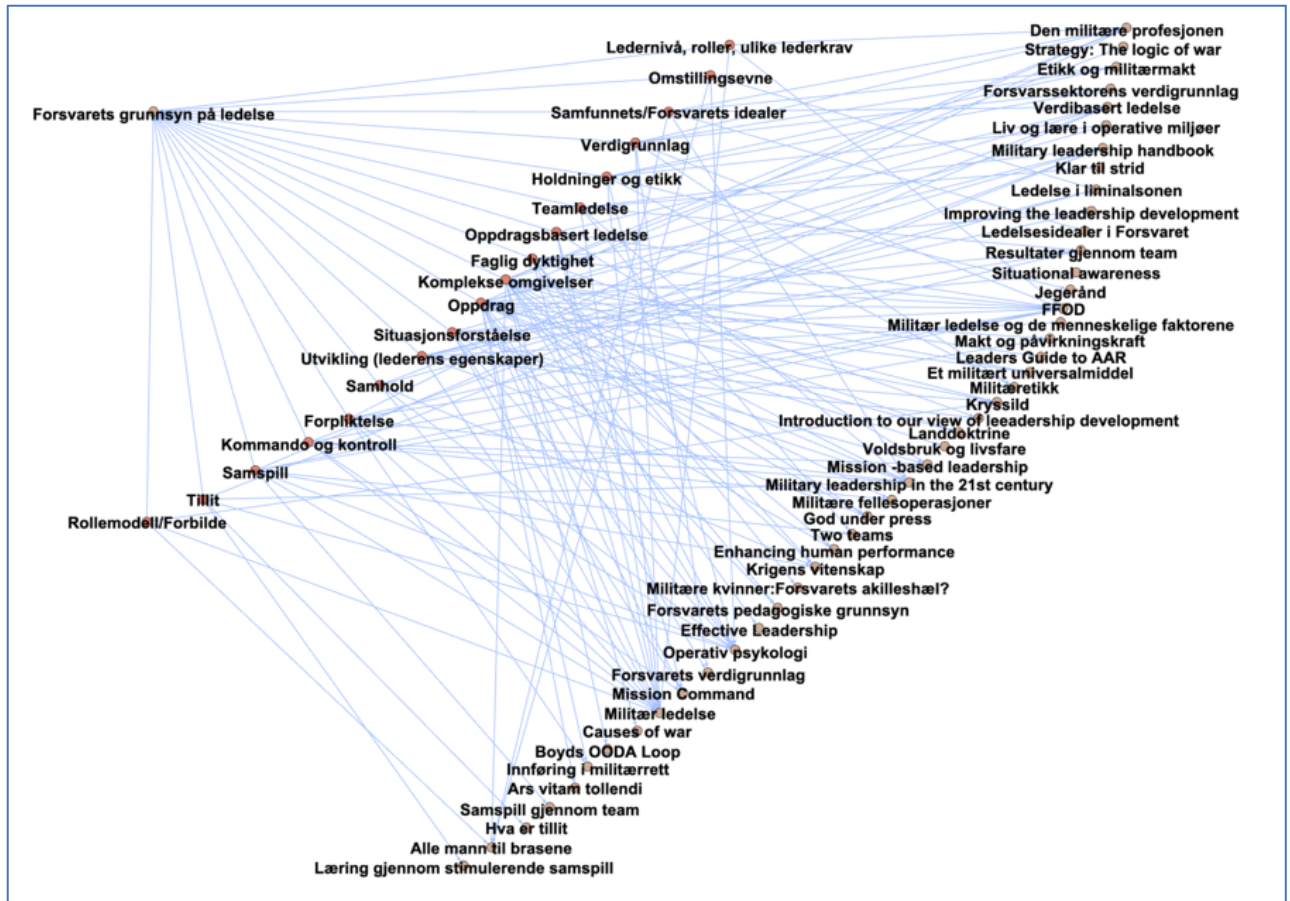 Forsvarets grunnsyn på ledelse
Ledernivå, roller, ulike lederkrav
Omstillingsevne
Samfunnets/Forsvarets idealer
Verdigrunnlag
Holdninger og etikk
Teamledelse
Oppdragsbasert ledelse
Faglig dyktighet
Komplekse omgivelser
Oppdrag
Situasjonsforståelse
Utvikling (lederens egenskaper)
Samhold
Forpliktelse
Kommando og kontroll
Samspill
Tillit
Rollemodell/Forbilde
Den militære profesjonen
Strategy: The logic of war
Etikk og militærmakt
Forsvarssektorens verdigrunnlag
Verdibasert ledelse
Liv og lære i operative miljøer
Military leadership handbook
Klar til strid
Ledelse i liminalsonen
Improving the leadership development
Ledelsesidealer i Forsvaret
Resultater gjennom team
Situational awareness
Jegerånd
FFOD
Militær ledelse og de menneskelige faktorene
Makt og påvirkningskraft
Leaders Guide to AAR
Et militært universalmiddel
Militæretikk
Kryssild
Introduction to our view of leeadership development
Landdoktrine
Voldsbruk og livsfare
Mission -based leadership
Military leadership in the 21st century
Militære fellesoperasjoner
God under press
Two teams
Enhancing human performance
Krigens vitenskap
Militære kvinner:Forsvarets akilleshæl?
Forsvarets pedagogiske grunnsyn
Effective Leadership
Operativ psykologi
Forsvarets verdigrunnlag
Mission Command
Militær ledelse
Causes of war
Boyds OODA Loop
Innføring i militærrett
Ars vitam tollendi
Samspill gjennom team
Hva er tillit
Alle mann til brasene
Læring gjennom stimulerende samspill